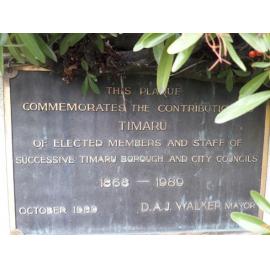 THIS PLAQUE
COMMEMORATES THE CONTRIBUTION
TIMARU
OF ELECTED MEMBERS AND STAFF OF
SUCCESSIVE TIMARU BOROUGH AND CITY COUNCILS
1868 — 1989
OCTOBER 1989 D.A.J. WALKER MAYOR